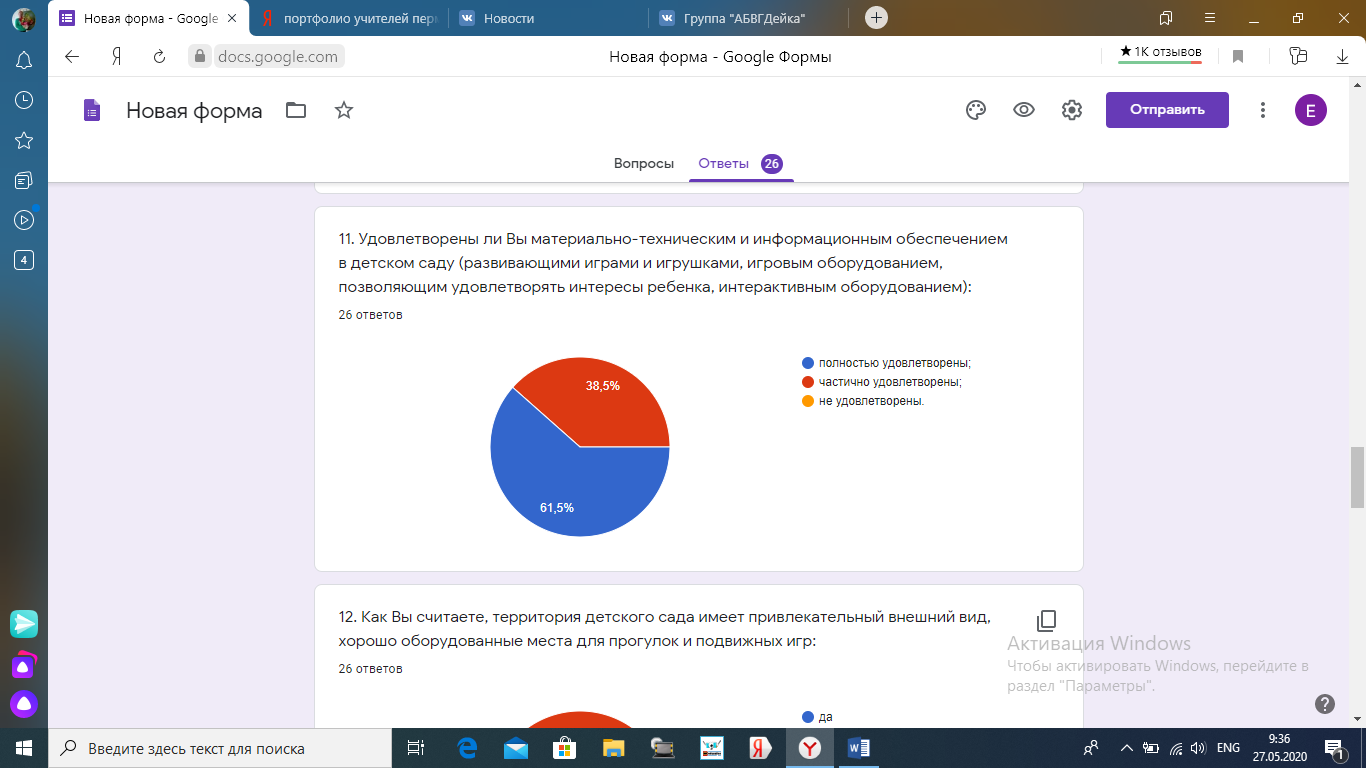 Новая форма - Google
портфолио учителей пер
Новости
Группа "АБВГДейка"
docs.google.com
Новая форма - Google Формы
★ 1К отзывов
Новая форма
Отправить
E
Вопросы
Ответы 26
11. Удовлетворены ли Вы материально-техническим и информационным обеспечением
в детском саду (развивающими играми и игрушками, игровым оборудованием,
позволяющим удовлетворять интересы ребенка, интерактивным оборудованием):
26 ответов
38,5%
61,5%
полностью удовлетворены;
частично удовлетворены;
не удовлетворены.
12. Как Вы считаете, территория детского сада имеет привлекательный внешний вид,
хорошо оборудованные места для прогулок и подвижных игр:
26 ответов
да
Активация Windows
Чтобы активировать Windows, перейдите в
раздел "Параметры".
4
Введите здесь текст для поиска
ENG
9:36
27.05.2020
1